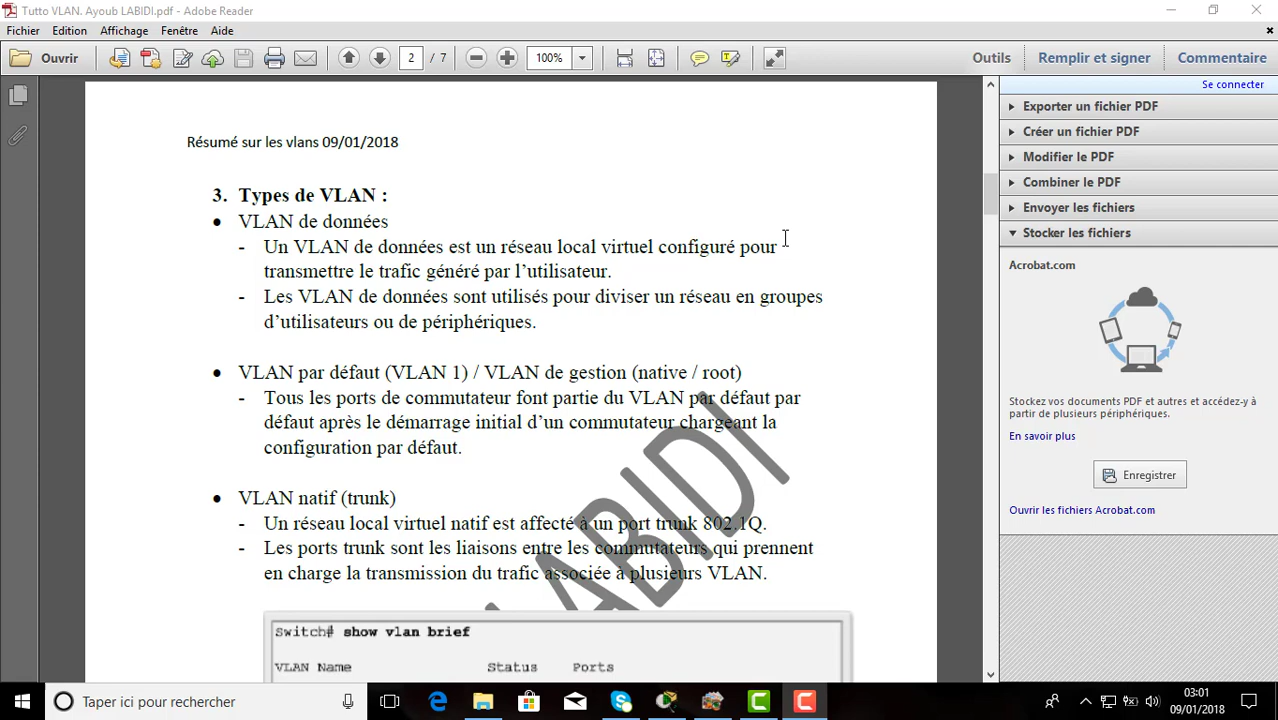 Tutto VLAN. Ayoub LABIDI.pdf - Adobe Reader
Fichier Edition Affichage Fenêtre Aide
Ouvrir 2 / 7 100% Outils Remplir et signer Commentaire
Se connecter
Exporter un fichier PDF
Créer un fichier PDF
Modifier le PDF
Combiner le PDF
Envoyer les fichiers
Stocker les fichiers
Acrobat.com
Stockez vos documents PDF et autres et accédez-y à
partir de plusieurs périphériques.
En savoir plus
Enregistrer
Ouvrir les fichiers Acrobat.com
Résumé sur les vlans 09/01/2018
3. Types de VLAN :
• VLAN de données
- Un VLAN de données est un réseau local virtuel configuré pour
transmettre le trafic généré par l’utilisateur.
- Les VLAN de données sont utilisés pour diviser un réseau en groupes
d’utilisateurs ou de périphériques.
• VLAN par défaut (VLAN 1) / VLAN de gestion (native / root)
- Tous les ports de commutateur font partie du VLAN par défaut par
défaut après le démarrage initial d’un commutateur chargeant la
configuration par défaut.
• VLAN natif (trunk)
- Un réseau local virtuel natif est affecté à un port trunk 802.1Q.
- Les ports trunk sont les liaisons entre les commutateurs qui prennent
en charge la transmission du trafic associée à plusieurs VLAN.
LABIDI
Switch# show vlan brief
VLAN Name Status Ports
Taper ici pour rechercher
03:01
09/01/2018